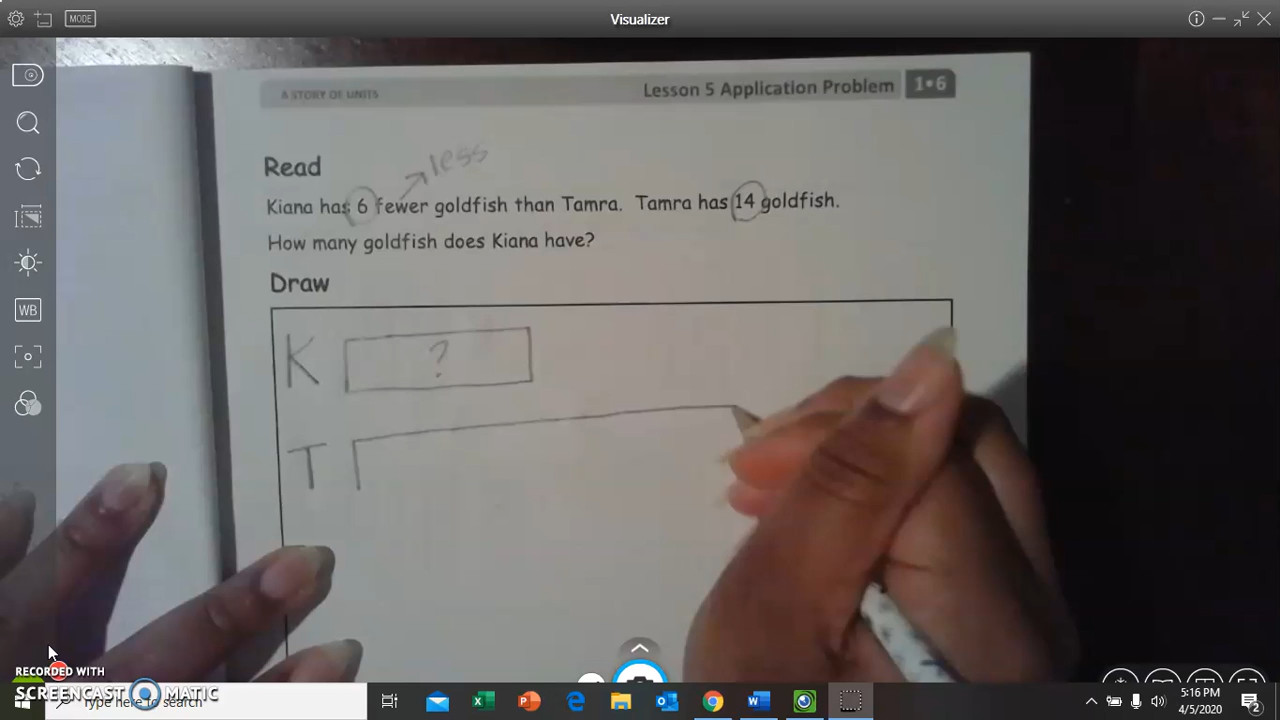 MODE
Visualizer
A STORY OF UNITS
Lesson 5 Application Problem
1•6
less
Read
Kiana has 6 fewer goldfish than Tamra. Tamra has 14 goldfish.
How many goldfish does Kiana have?
Draw
K
?
T
WB
RECORDED WITH
SCREENCAST MATIC
Type here to search
5:16 PM
4/5/2020
2